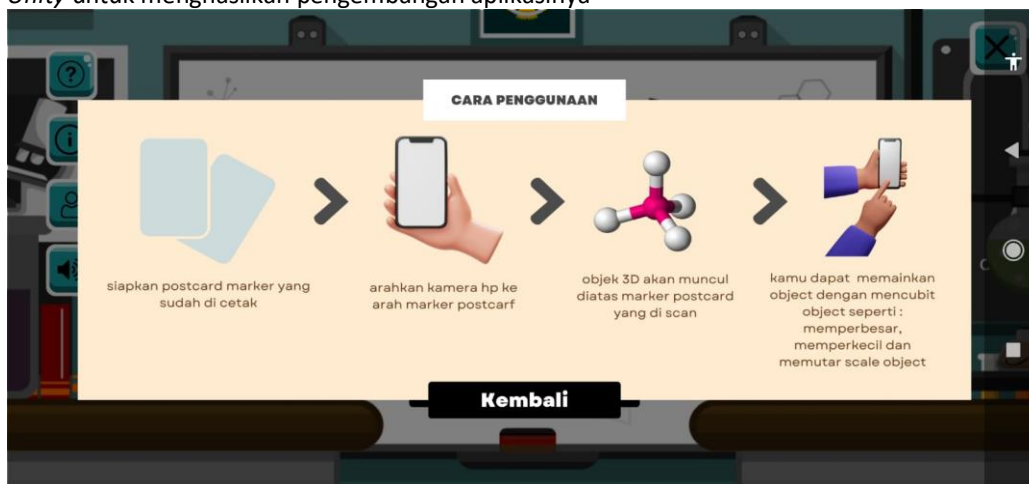 Unity untuk menghasilkan pengembangan aplikasinya
CARA PENGGUNAAN
siapkan postcard marker yang
sudah di cetak
arahkan kamera hp ke
arah marker postcarf
objek 3D akan muncul
diatas marker postcard
yang di scan
kamu dapat memainkan
object dengan mencubit
object seperti :
memperbesar,
memperkecil dan
memutar scale object
Kembali